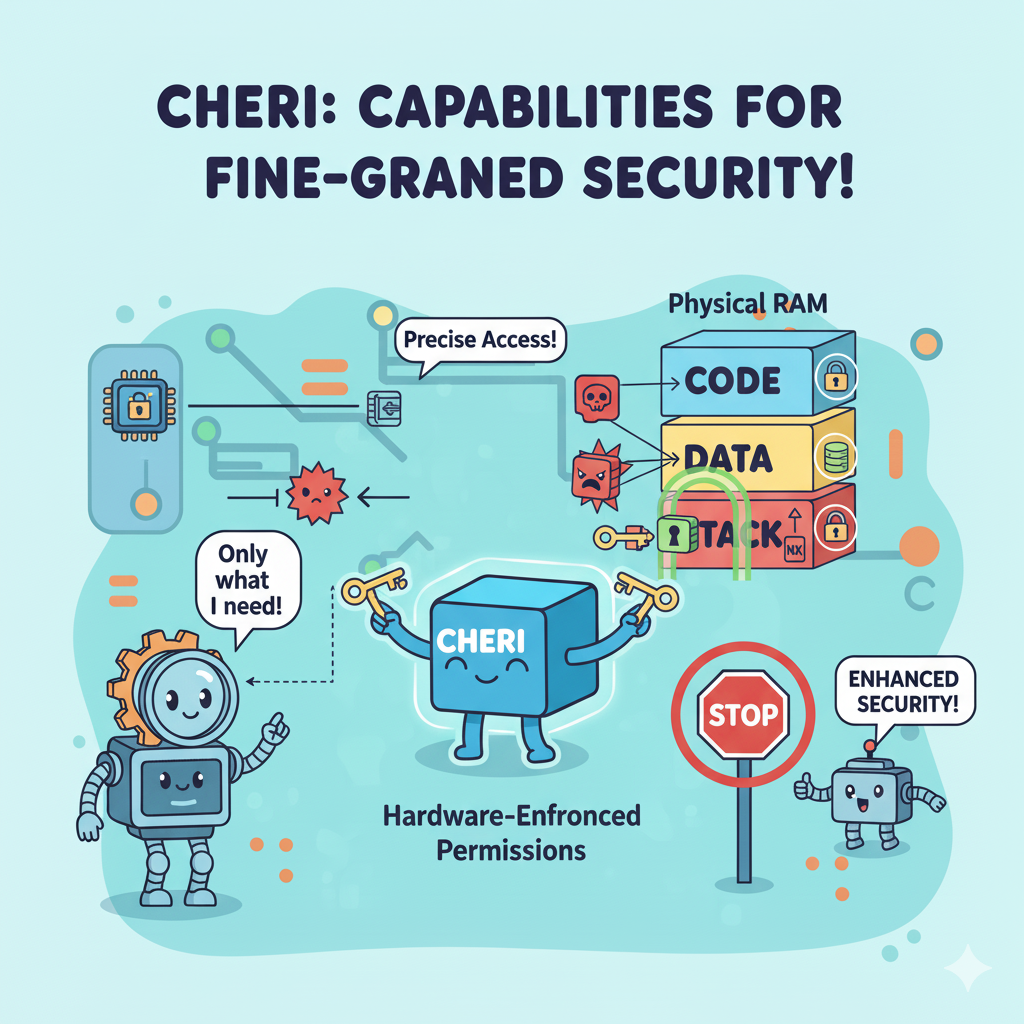 CHERI: CAPABILITIES FOR
FINE-GRANED SECURITY!
Physical RAM
Precise Access!
CODE
DATA
TACK
NX
Only
what
I need!
CHERI
STOP
ENHANCED
SECURITY!
Hardware-Enfronced
Permissions